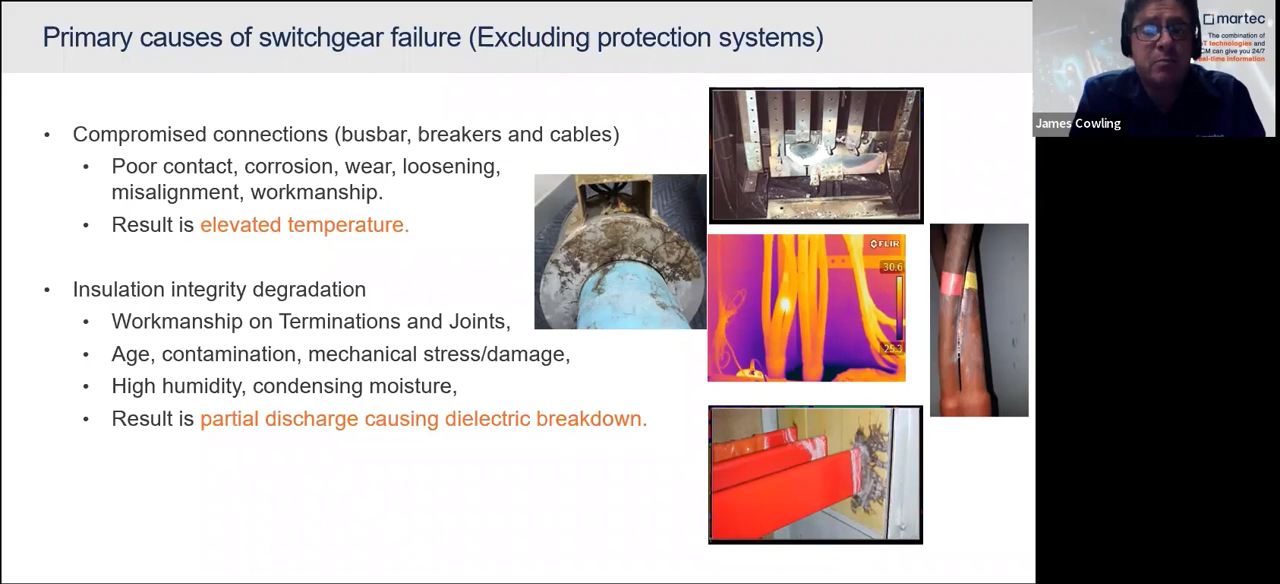 Primary causes of switchgear failure (Excluding protection systems)
• Compromised connections (busbar, breakers and cables)
• Poor contact, corrosion, wear, loosening,
misalignment, workmanship.
• Result is elevated temperature.
• Insulation integrity degradation
• Workmanship on Terminations and Joints,
• Age, contamination, mechanical stress/damage,
• High humidity, condensing moisture,
• Result is partial discharge causing dielectric breakdown.
FLIR
30.6
25.3
martec
The combination of
technologies and
can give you 24/7
information
James Cowling